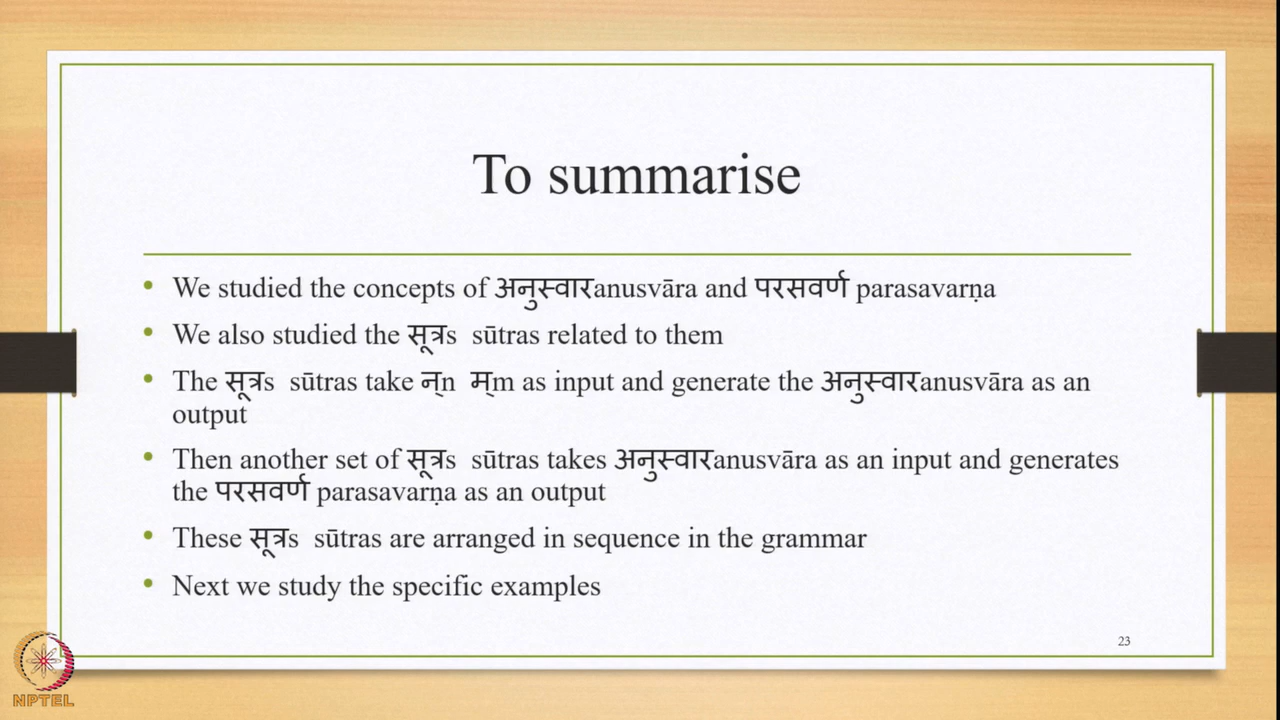 To summarise
• We studied the concepts of अनुस्वारanusvāra and परसवर्ण parasavarṇa
• We also studied the सूत्रs sūtras related to them
• The सूत्रs sūtras take न्n म्m as input and generate the अनुस्वारanusvāra as an
output
• Then another set of सूत्रs sūtras takes अनुस्वारanusvāra as an input and generates
the परसवर्ण parasavarṇa as an output
• These सूत्रs sūtras are arranged in sequence in the grammar
• Next we study the specific examples
23
NPTEL